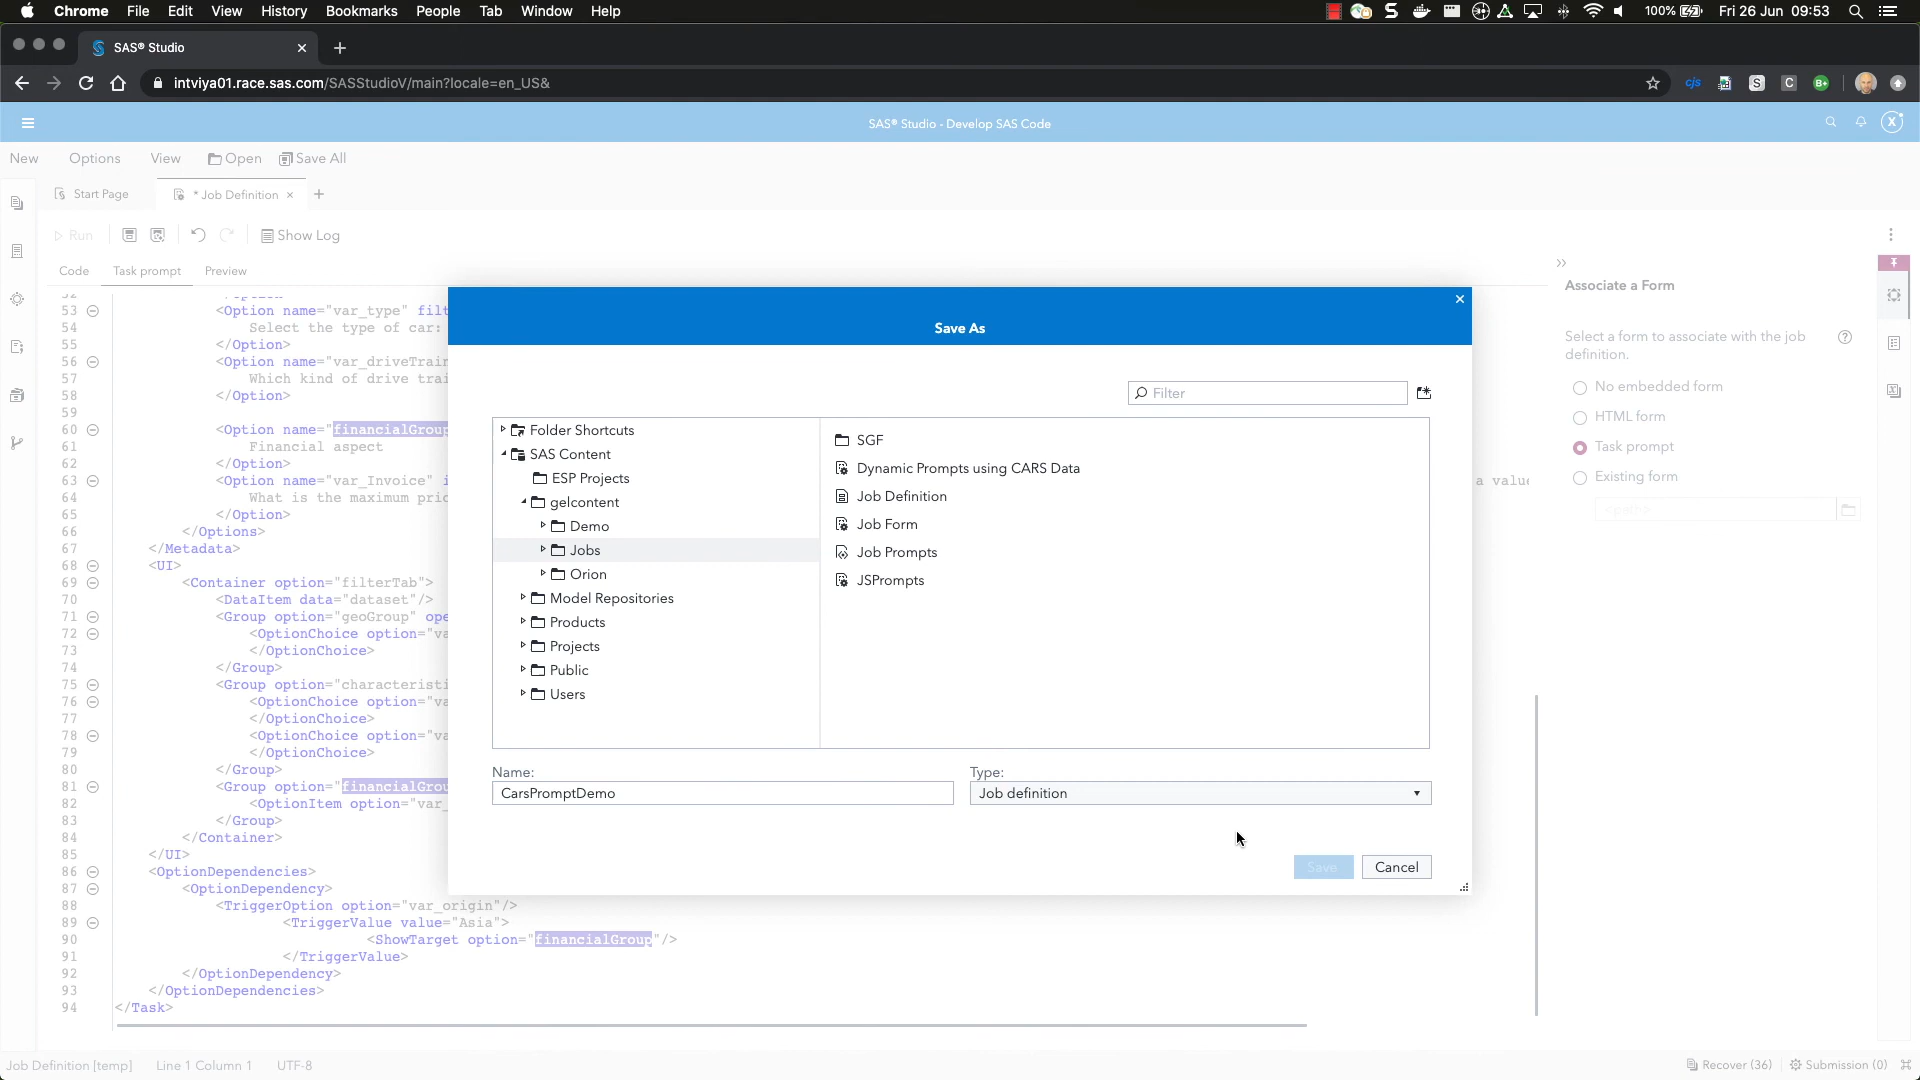 Chrome File Edit View History Bookmarks People Tab Window Help 100% Fri 26 Jun 09:53
SAS® Studio
intviya01.race.sas.com/SASStudioV/main?locale=en_US&
cjs S C B+
SAS® Studio - Develop SAS Code
X
New Options View Open Save All
Start Page * Job Definition
Run Show Log
Code Task prompt Preview
Save As
Filter
Folder Shortcuts
SAS Content
ESP Projects
gelcontent
Demo
Jobs
Orion
Model Repositories
Products
Projects
Public
Users
SGF
Dynamic Prompts using CARS Data
Job Definition
Job Form
Job Prompts
JSPrompts
Name:
CarsPromptDemo
Type:
Job definition
Save Cancel
53 <Option name="var_type" filt
54 Select the type of car:
55 </Option>
56 <Option name="var_driveTrain
57 Which kind of drive trai
58 </Option>
59
60 <Option name="financialGroup
61 Financial aspect
62 </Option>
63 <Option name="var_Invoice" i a value
64 What is the maximum pric
65 </Option>
66 </Options>
67 </Metadata>
68 <UI>
69 <Container option="filterTab">
70 <DataItem data="dataset"/>
71 <Group option="geoGroup" ope
72 <OptionChoice option="va
73 </OptionChoice>
74 </Group>
75 <Group option="characteristi
76 <OptionChoice option="va
77 </OptionChoice>
78 <OptionChoice option="va
79 </OptionChoice>
80 </Group>
81 <Group option="financialGrou
82 <OptionItem option="var_
83 </Group>
84 </Container>
85 </UI>
86 <OptionDependencies>
87 <OptionDependency>
88 <TriggerOption option="var_origin"/>
89 <TriggerValue value="Asia">
90 <ShowTarget option="financialGroup"/>
91 </TriggerValue>
92 </OptionDependency>
93 </OptionDependencies>
94 </Task>
Associate a Form
Select a form to associate with the job
definition.
No embedded form
HTML form
Task prompt
Existing form
<path>
Job Definition [temp] Line 1 Column 1 UTF-8 Recover (36) Submission (0)